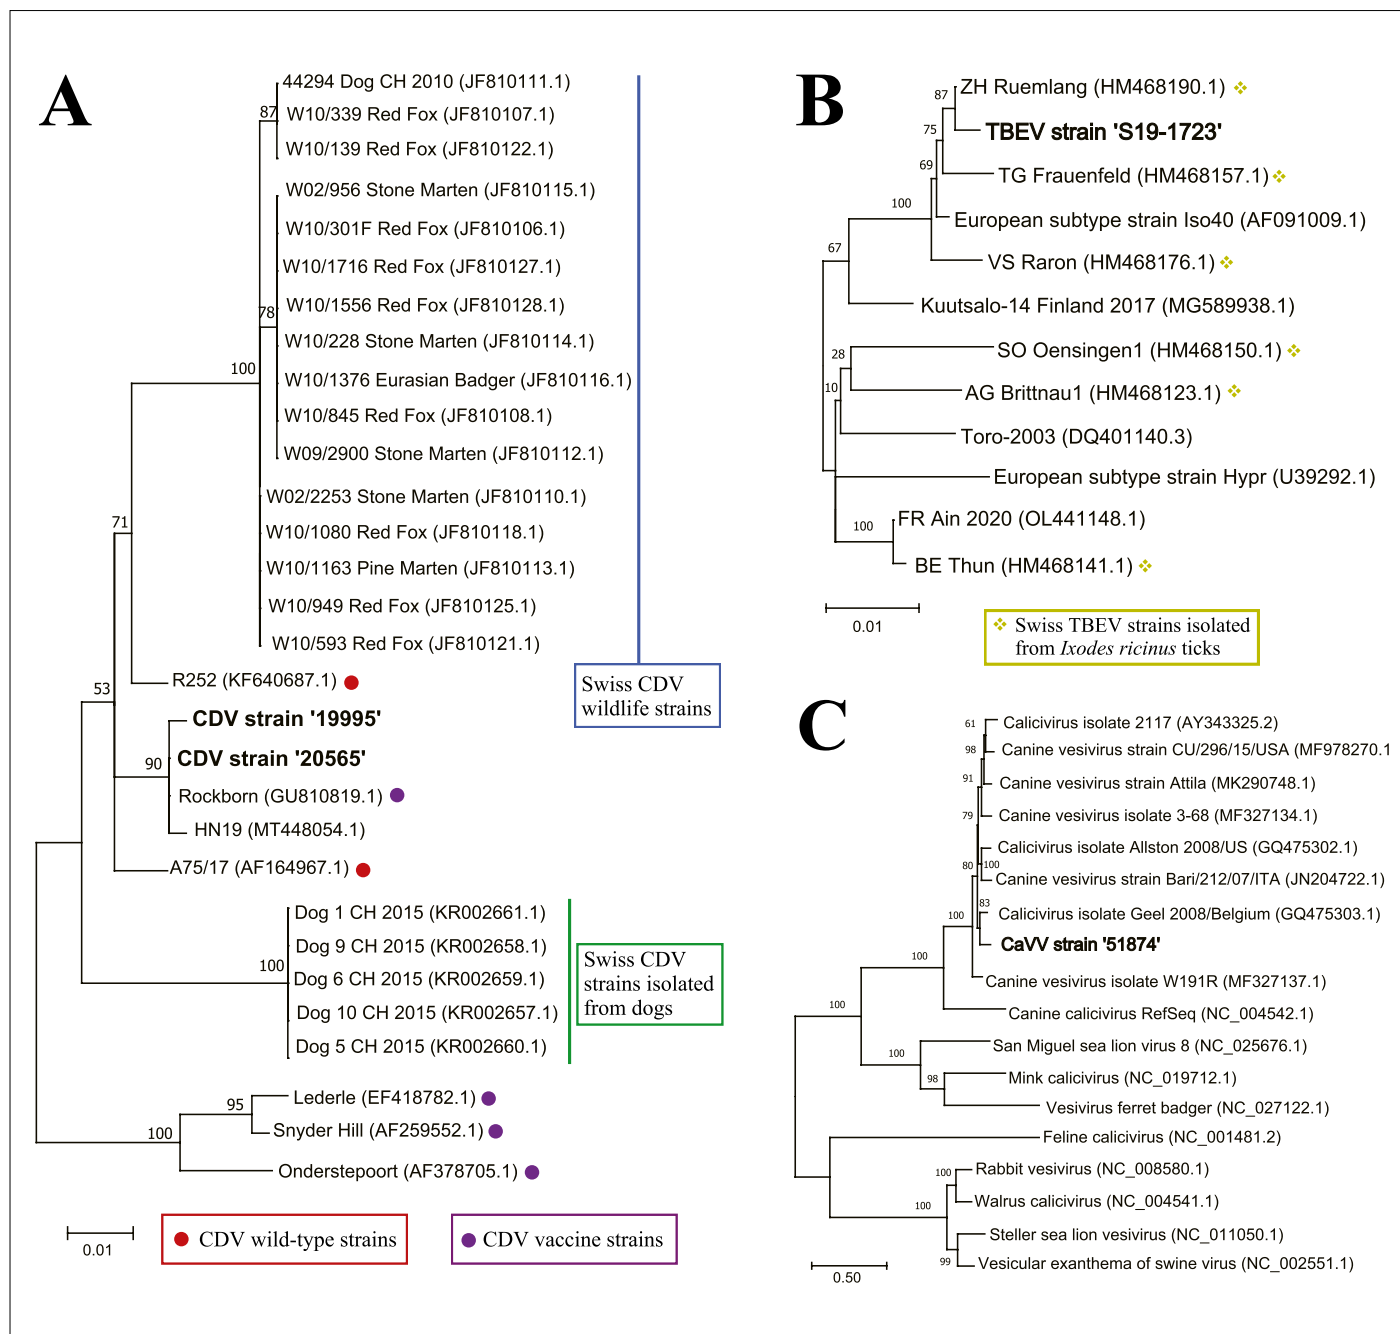 A
44294 Dog CH 2010 (JF810111.1)
87
W10/339 Red Fox (JF810107.1)
W10/139 Red Fox (JF810122.1)
W02/956 Stone Marten (JF810115.1)
W10/301F Red Fox (JF810106.1)
W10/1716 Red Fox (JF810127.1)
W10/1556 Red Fox (JF810128.1)
78
W10/228 Stone Marten (JF810114.1)
100
W10/1376 Eurasian Badger (JF810116.1)
W10/845 Red Fox (JF810108.1)
W09/2900 Stone Marten (JF810112.1)
W02/2253 Stone Marten (JF810110.1)
71
W10/1080 Red Fox (JF810118.1)
W10/1163 Pine Marten (JF810113.1)
W10/949 Red Fox (JF810125.1)
W10/593 Red Fox (JF810121.1)
Swiss CDV
wildlife strains
R252 (KF640687.1)
53
CDV strain '19995'
CDV strain '20565'
90
Rockborn (GU810819.1)
HN19 (MT448054.1)
A75/17 (AF164967.1)
Dog 1 CH 2015 (KR002661.1)
Dog 9 CH 2015 (KR002658.1)
100
Dog 6 CH 2015 (KR002659.1)
Dog 10 CH 2015 (KR002657.1)
Dog 5 CH 2015 (KR002660.1)
Swiss CDV
strains isolated
from dogs
Lederle (EF418782.1)
95
Snyder Hill (AF259552.1)
100
Onderstepoort (AF378705.1)
0.01
CDV wild-type strains
CDV vaccine strains
B
ZH Ruemlang (HM468190.1)
87
TBEV strain 'S19-1723'
75
69
TG Frauenfeld (HM468157.1)
100
European subtype strain Iso40 (AF091009.1)
67
VS Raron (HM468176.1)
Kuutsalo-14 Finland 2017 (MG589938.1)
SO Oensingen1 (HM468150.1)
28
10
AG Brittnau1 (HM468123.1)
Toro-2003 (DQ401140.3)
European subtype strain Hypr (U39292.1)
FR Ain 2020 (OL441148.1)
100
BE Thun (HM468141.1)
0.01
Swiss TBEV strains isolated
from Ixodes ricinus ticks
C
61
Calicivirus isolate 2117 (AY343325.2)
98
Canine vesivirus strain CU/296/15/USA (MF978270.1
91
Canine vesivirus strain Attila (MK290748.1)
79
Canine vesivirus isolate 3-68 (MF327134.1)
Calicivirus isolate Allston 2008/US (GQ475302.1)
80
100
Canine vesivirus strain Bari/212/07/ITA (JN204722.1)
83
Calicivirus isolate Geel 2008/Belgium (GQ475303.1)
100
CaVV strain '51874'
100
Canine vesivirus isolate W191R (MF327137.1)
100
Canine calicivirus RefSeq (NC_004542.1)
San Miguel sea lion virus 8 (NC_025676.1)
100
Mink calicivirus (NC_019712.1)
98
Vesivirus ferret badger (NC_027122.1)
Feline calicivirus (NC_001481.2)
Rabbit vesivirus (NC_008580.1)
100
Walrus calicivirus (NC_004541.1)
100
Steller sea lion vesivirus (NC_011050.1)
99
Vesicular exanthema of swine virus (NC_002551.1)
0.50